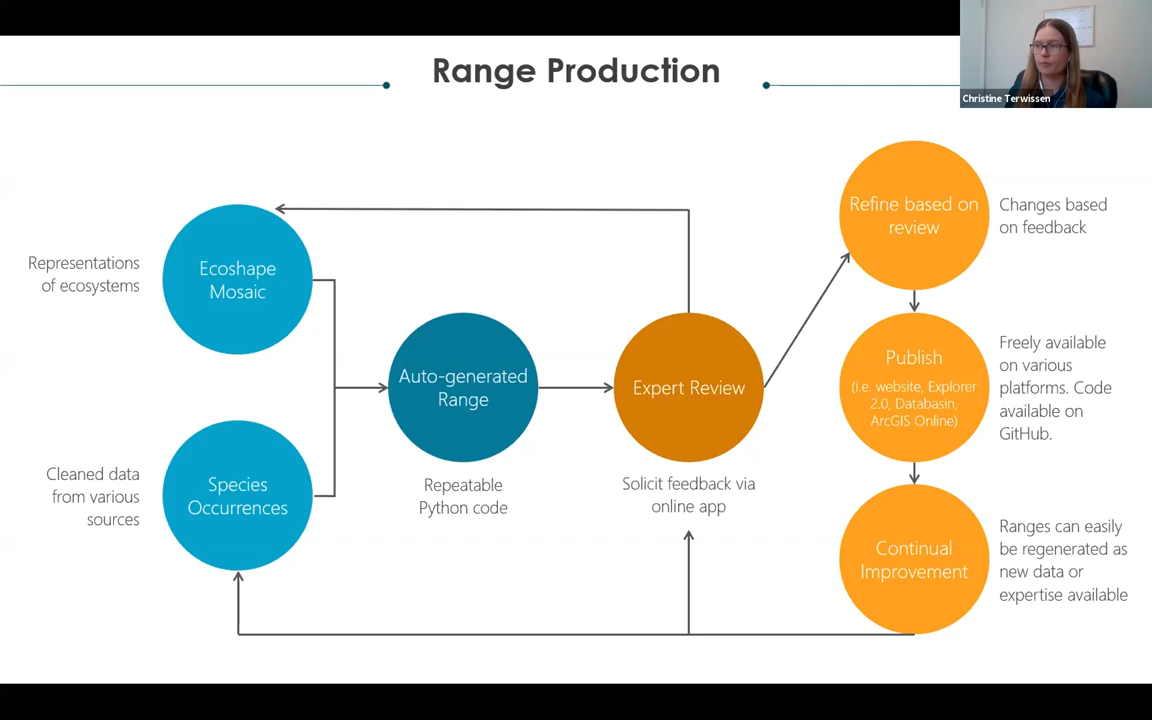 Range Production
Christine Terwissen
Representations
of ecosystems
Ecoshape
Mosaic
Cleaned data
from various
sources
Species
Occurrences
Auto-generated
Range
Repeatable
Python code
Expert Review
Solicit feedback via
online app
Refine based on
review
Changes based
on feedback
Publish
(i.e. website, Explorer
2.0, Databasin,
ArcGIS Online)
Freely available
on various
platforms. Code
available on
GitHub.
Continual
Improvement
Ranges can easily
be regenerated as
new data or
expertise available